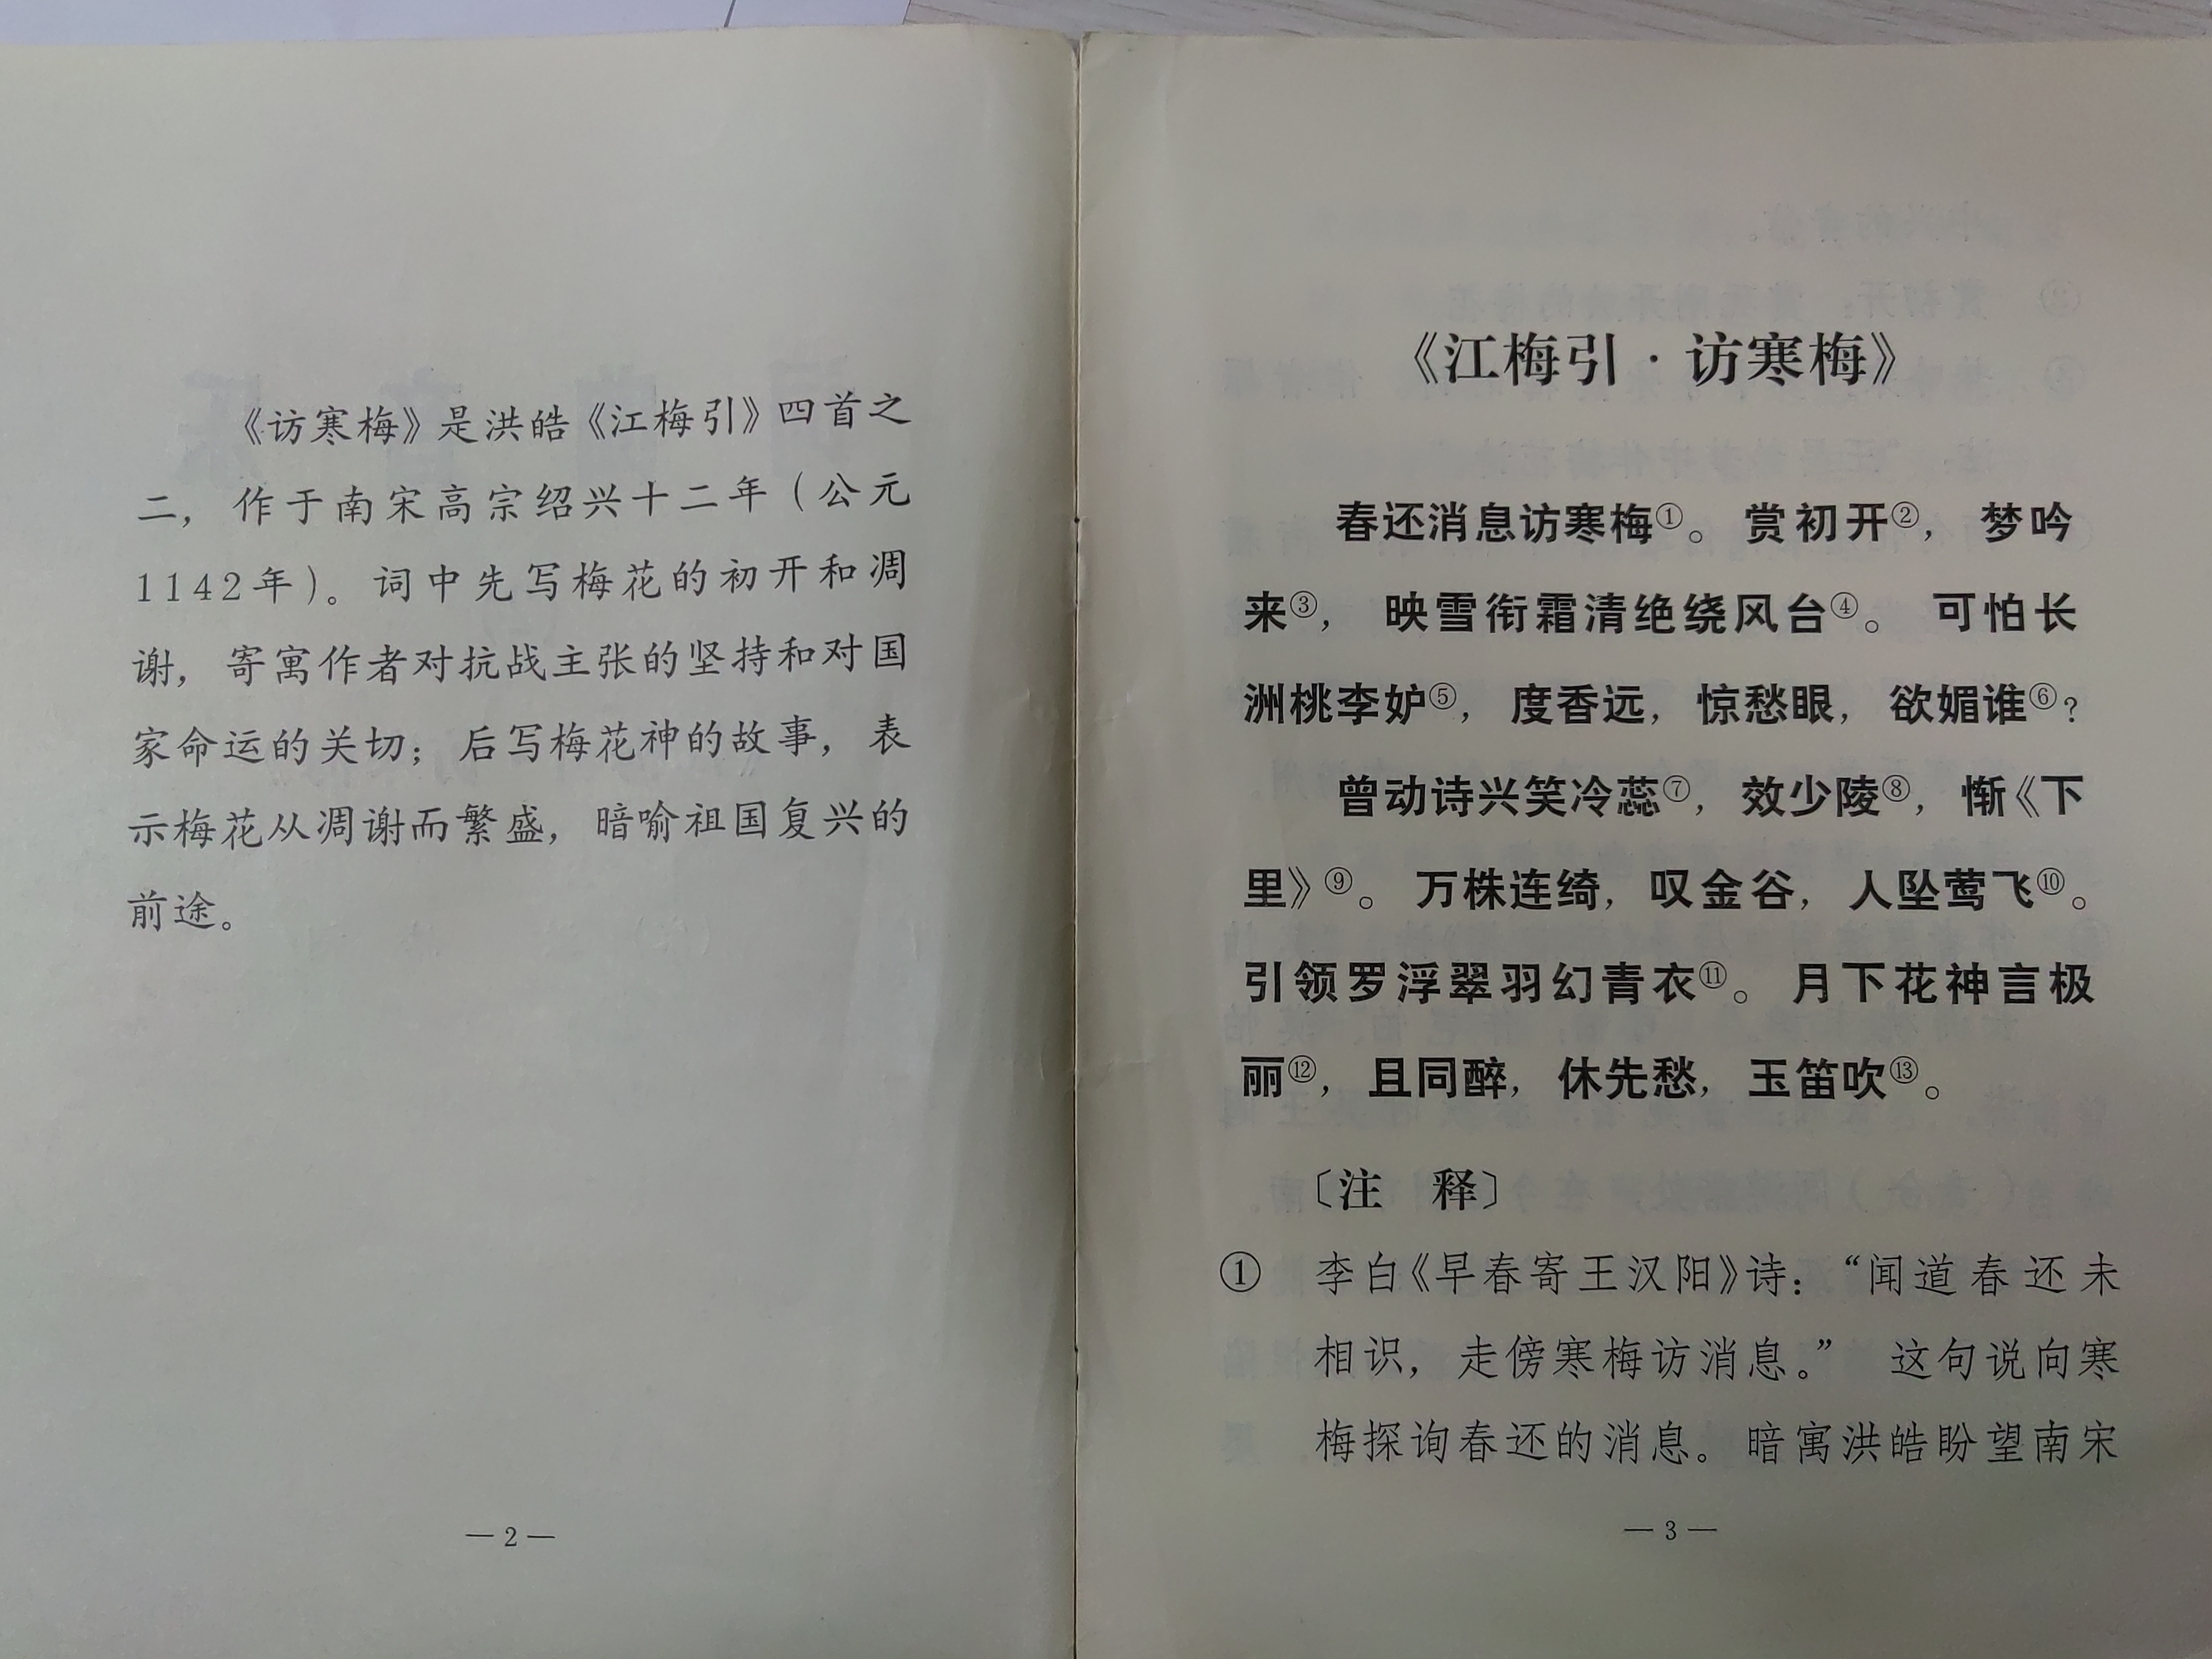 《访寒梅》是洪皓《江梅引》四首之
二，作于南宋高宗绍兴十二年（公元
1142年）。词中先写梅花的初开和凋
谢，寄寓作者对抗战主张的坚持和对国
家命运的关切；后写梅花神的故事，表
示梅花从凋谢而繁盛，暗喻祖国复兴的
前途。
—2—
《江梅引·访寒梅》
春还消息访寒梅①。赏初开②，梦吟
来③，映雪衔霜清绝绕风台④。可怕长
洲桃李妒⑤，度香远，惊愁眼，欲媚谁⑥？
曾动诗兴笑冷蕊⑦，效少陵⑧，惭《下
里》⑨。万株连绮，叹金谷，人坠莺飞⑩。
引领罗浮翠羽幻青衣⑪。月下花神言极
丽⑫，且同醉，休先愁，玉笛吹⑬。
〔注 释〕
① 李白《早春寄王汉阳》诗：“闻道春还未
相识，走傍寒梅访消息。”这句说向寒
梅探询春还的消息。暗寓洪皓盼望南宋
—3—